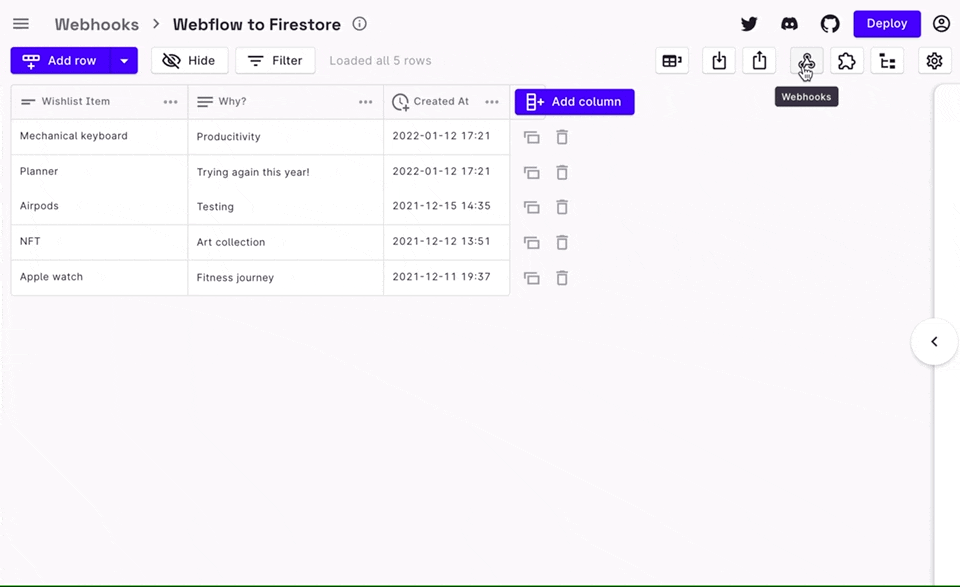 Webhooks > Webflow to Firestore
Deploy
Add row
Hide
Filter
Loaded all 5 rows
Webhooks
Wishlist Item
Why?
Created At
Add column
Mechanical keyboard
Producitivity
2022-01-12 17:21
Planner
Trying again this year!
2022-01-12 17:21
Airpods
Testing
2021-12-15 14:35
NFT
Art collection
2021-12-12 13:51
Apple watch
Fitness journey
2021-12-11 19:37